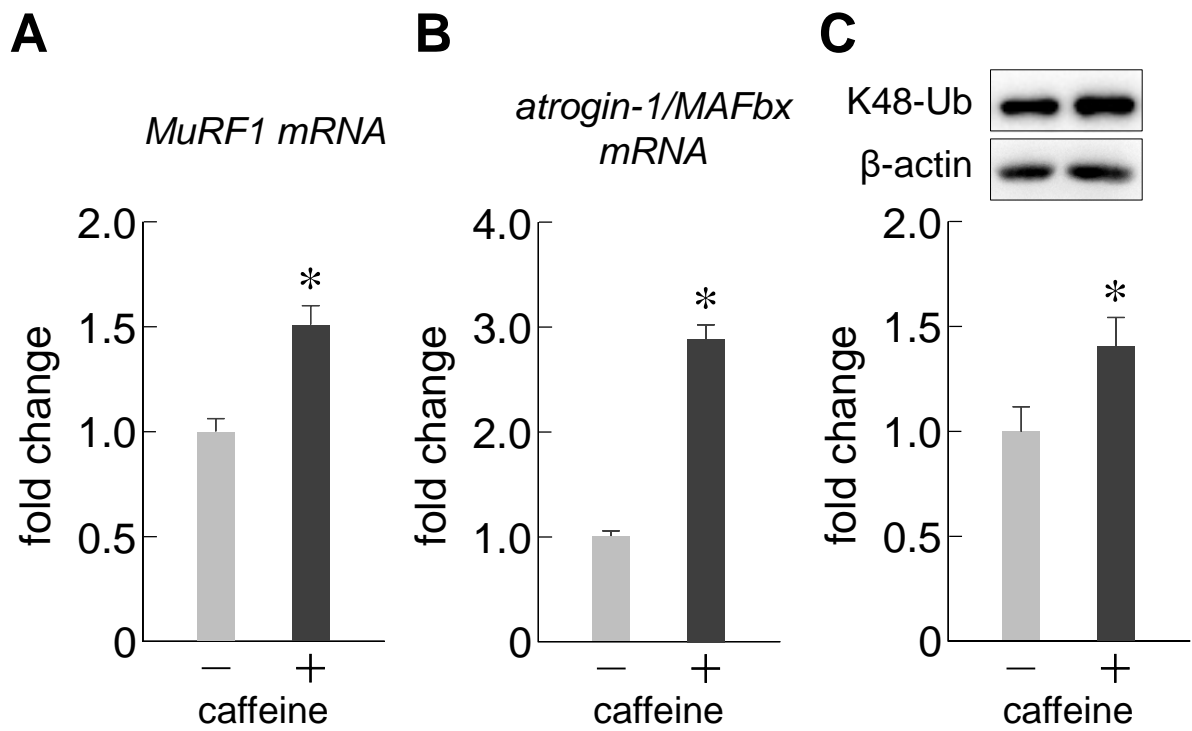 A
MuRF1 mRNA
fold change
2.0
1.5
1.0
0.5
0
*
− +
caffeine
B
atrogin-1/MAFbx
mRNA
fold change
4.0
3.0
2.0
1.0
0
*
− +
caffeine
C
K48-Ub
β-actin
fold change
2.0
1.5
1.0
0.5
0
*
− +
caffeine